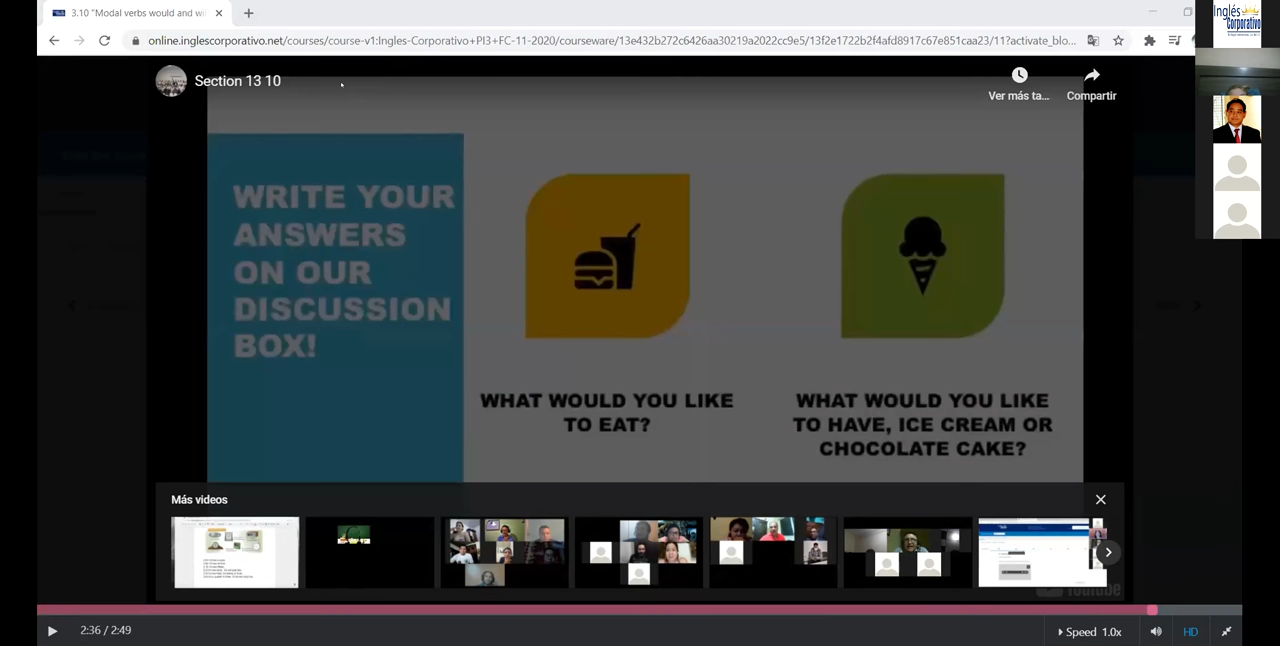 3.10 "Modal verbs would and wi
online.inglescorporativo.net/courses/course-v1:Ingles-Corporativo+PI3+FC-11-2021/courseware/13e432b272c6426aa30219a2022cc9e5/13f2e1722b2f4afd8917c67e851caa23/11?activate_blo...
Inglés
Corporativo
Section 13 10
Ver más ta...
Compartir
WRITE YOUR
ANSWERS
ON OUR
DISCUSSION
BOX!
WHAT WOULD YOU LIKE
TO EAT?
WHAT WOULD YOU LIKE
TO HAVE, ICE CREAM OR
CHOCOLATE CAKE?
Más videos
YouTube
2:36 / 2:49
Speed 1.0x
HD